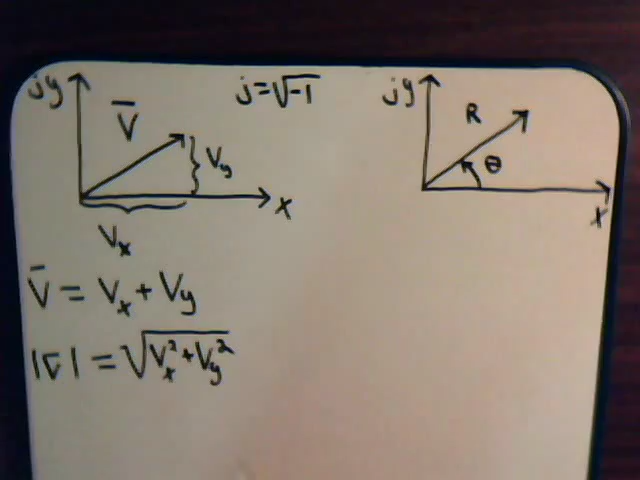 jy
V̅
j=√-1
jy
R
Vy
θ
x
x
Vx
V̅ = Vx + Vy
|V̅| = √Vx² + Vy²